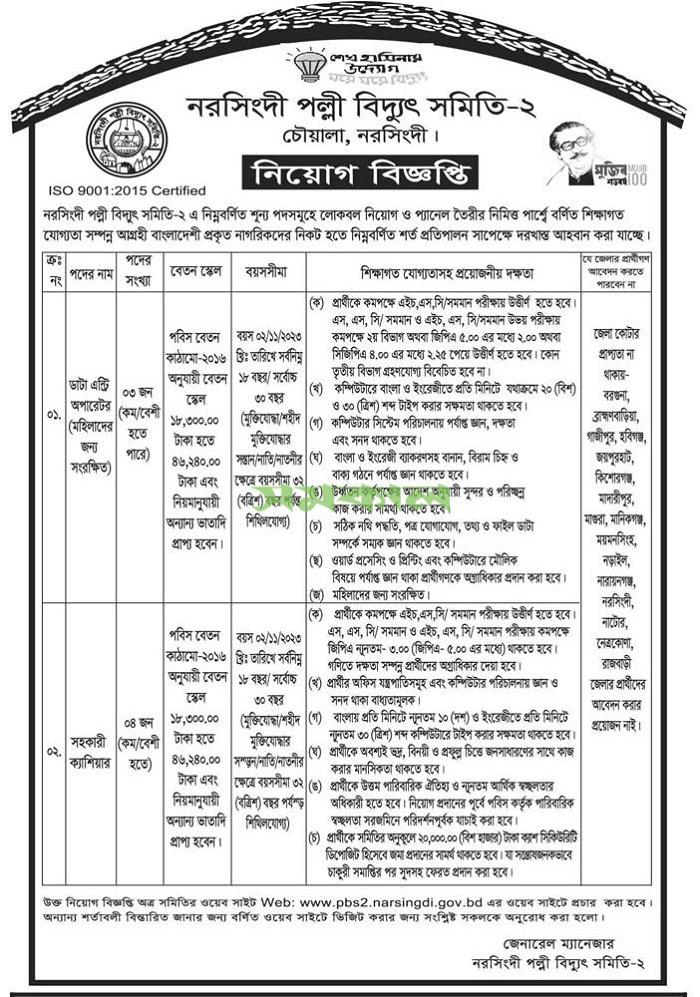 শেখ হাসিনার
উদ্যোগ
ঘরে ঘরে বিদ্যুৎ
নরসিংদী পল্লী বিদ্যুৎ সমিতি-২
চৌয়ালা, নরসিংদী।
নিয়োগ বিজ্ঞপ্তি
ISO 9001:2015 Certified
মুজিব
শতবর্ষ
MUJIB
100
নরসিংদী পল্লী বিদ্যুৎ সমিতি-২ এ নিম্নবর্ণিত শূন্য পদসমূহে লোকবল নিয়োগ ও প্যানেল তৈরীর নিমিত্ত পার্শ্বে বর্ণিত শিক্ষাগত
যোগ্যতা সম্পন্ন আগ্রহী বাংলাদেশী প্রকৃত নাগরিকদের নিকট হতে নিম্নবর্ণিত শর্ত প্রতিপালন সাপেক্ষে দরখাস্ত আহবান করা যাচ্ছে।
ক্রঃ
নং
পদের নাম
পদের
সংখ্যা
বেতন স্কেল
বয়সসীমা
শিক্ষাগত যোগ্যতাসহ প্রয়োজনীয় দক্ষতা
যে জেলার প্রার্থীগণ
আবেদন করতে
পারবেন না
০১.
ডাটা এন্ট্রি
অপারেটর
(মহিলাদের
জন্য
সংরক্ষিত)
০৩ জন
(কম/বেশী
হতে
পারে)
পবিস বেতন
কাঠামো-২০১৬
অনুযায়ী বেতন
স্কেল
১৮,৩০০.০০
টাকা হতে
৪৬,২৪০.০০
টাকা এবং
নিয়মানুযায়ী
অন্যান্য ভাতাদি
প্রাপ্য হবেন।
বয়স ০২/১১/২০২৩
খ্রিঃ তারিখে সর্বনিম্ন
১৮ বছর/ সর্বোচ্চ
৩০ বছর
(মুক্তিযোদ্ধা/শহীদ
মুক্তিযোদ্ধার
সন্তান/নাতি/নাতনীর
ক্ষেত্রে বয়সসীমা ৩২
(বত্রিশ) বছর পর্যন্ত
শিথিলযোগ্য)
(ক) প্রার্থীকে কমপক্ষে এইচ,এস,সি/সমমান পরীক্ষায় উত্তীর্ণ হতে হবে।
এস, এস, সি/ সমমান ও এইচ, এস, সি/সমমান উভয় পরীক্ষায়
কমপক্ষে ২য় বিভাগ অথবা জিপিএ ৫.০০ এর মধ্যে ২.০০ অথবা
সিজিপিএ ৪.০০ এর মধ্যে ২.২৫ পেয়ে উত্তীর্ণ হতে হবে। কোন
তৃতীয় বিভাগ গ্রহণযোগ্য বিবেচিত হবে না।
(খ) কম্পিউটারে বাংলা ও ইংরেজীতে প্রতি মিনিটে যথাক্রমে ২০ (বিশ)
ও ৩০ (ত্রিশ) শব্দ টাইপ করার সক্ষমতা থাকতে হবে।
(গ) কম্পিউটার সিস্টেম পরিচালনায় পর্যাপ্ত জ্ঞান, দক্ষতা
এবং সনদ থাকতে হবে।
(ঘ) বাংলা ও ইংরেজী ব্যাকরণসহ বানান, বিরাম চিহ্ন ও
বাক্য গঠনে পর্যাপ্ত জ্ঞান থাকতে হবে।
(ঙ) উর্ধ্বতন কর্তৃপক্ষের আদেশ অনুযায়ী সুন্দর ও পরিচ্ছন্ন
কাজ করার সামর্থ্য থাকতে হবে।
(চ) সঠিক নথি পদ্ধতি, পত্র যোগাযোগ, তথ্য ও ফাইল ডাটা
সম্পর্কে সম্যক জ্ঞান থাকতে হবে।
(ছ) ওয়ার্ড প্রসেসিং ও প্রিন্টিং এবং কম্পিউটারে মৌলিক
বিষয়ে পর্যাপ্ত জ্ঞান থাকা প্রার্থীগণকে অগ্রাধিকার প্রদান করা হবে।
(জ) মহিলাদের জন্য সংরক্ষিত।
জেলা কোটার
প্রাপ্যতা না
থাকায়-
বরগুনা,
ব্রাহ্মণবাড়িয়া,
গাজীপুর, হবিগঞ্জ,
জয়পুরহাট,
কিশোরগঞ্জ,
মাদারীপুর,
মাগুরা, মানিকগঞ্জ,
ময়মনসিংহ,
নড়াইল,
নারায়নগঞ্জ,
নরসিংদী,
নাটোর,
নেত্রকোণা,
রাজবাড়ী
জেলার প্রার্থীদের
আবেদন করার
প্রয়োজন নাই।
সমকাল
০২.
সহকারী
ক্যাশিয়ার
০৪ জন
(কম/বেশী
হতে)
পবিস বেতন
কাঠামো-২০১৬
অনুযায়ী বেতন
স্কেল
১৮,৩০০.০০
টাকা হতে
৪৬,২৪০.০০
টাকা এবং
নিয়মানুযায়ী
অন্যান্য ভাতাদি
প্রাপ্য হবেন।
বয়স ০২/১১/২০২৩
খ্রিঃ তারিখে সর্বনিম্ন
১৮ বছর/ সর্বোচ্চ
৩০ বছর
(মুক্তিযোদ্ধা/শহীদ
মুক্তিযোদ্ধার
সন্ড়ন/নাতি/নাতনীর
ক্ষেত্রে বয়সসীমা ৩২
(বত্রিশ) বছর পর্যন্ড়
শিথিলযোগ্য)
(ক) প্রার্থীকে কমপক্ষে এইচ,এস,সি/ সমমান পরীক্ষায় উত্তীর্ণ হতে হবে।
এস, এস, সি/ সমমান ও এইচ, এস, সি/ সমমান পরীক্ষায় কমপক্ষে
জিপিএ ন্যূনতম- ৩.০০ (জিপিএ- ৫.০০ এর মধ্যে) থাকতে হবে।
গণিতে দক্ষতা সম্পন্ন প্রার্থীদের অগ্রাধিকার দেয়া হবে।
(খ) প্রার্থীর অফিস যন্ত্রপাতিসমূহ এবং কম্পিউটার পরিচালনায় জ্ঞান ও
সনদ থাকা বাধ্যতামূলক।
(গ) বাংলায় প্রতি মিনিটে ন্যূনতম ১০ (দশ) ও ইংরেজীতে প্রতি মিনিটে
ন্যূনতম ৩০ (ত্রিশ) শব্দ কম্পিউটারে টাইপ করার সক্ষমতা থাকতে হবে।
(ঘ) প্রার্থীকে অবশ্যই ভদ্র, বিনয়ী ও প্রফুল্ল চিত্তে জনসাধারণের সাথে কাজ
করার মানসিকতা থাকতে হবে।
(ঙ) প্রার্থীকে উত্তম পারিবারিক ঐতিহ্য ও ন্যূনতম আর্থিক স্বচ্ছলতার
অধিকারী হতে হবে। নিয়োগ প্রদানের পূর্বে পবিস কর্তৃক পারিবারিক
স্বচ্ছলতা সরজমিনে পরিদর্শনপূর্বক যাচাই করা হবে।
(চ) প্রার্থীকে সমিতির অনুকূলে ২০,০০০.০০ (বিশ হাজার) টাকা ক্যাশ সিকিউরিটি
ডিপোজিট হিসেবে জমা প্রদানের সামর্থ থাকতে হবে। যা সন্তোষজনকভাবে
চাকুরী সমাপ্তির পর সুদসহ ফেরত প্রদান করা হবে।
উক্ত নিয়োগ বিজ্ঞপ্তি অত্র সমিতির ওয়েব সাইট Web: www.pbs2.narsingdi.gov.bd এর ওয়েব সাইটে প্রচার করা হবে।
অন্যান্য শর্তাবলী বিস্তারিত জানার জন্য বর্ণিত ওয়েব সাইটে ভিজিট করার জন্য সংশ্লিষ্ট সকলকে অনুরোধ করা হলো।
জেনারেল ম্যানেজার
নরসিংদী পল্লী বিদ্যুৎ সমিতি-২